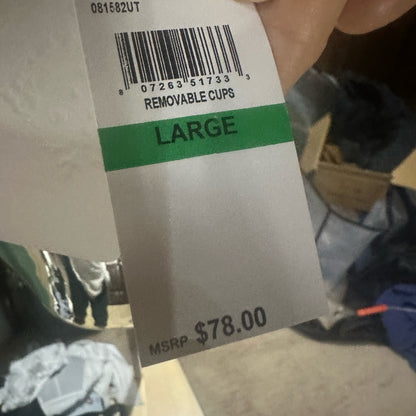 081582UT
8 07263 51733 3
REMOVABLE CUPS
LARGE
MSRP $78.00